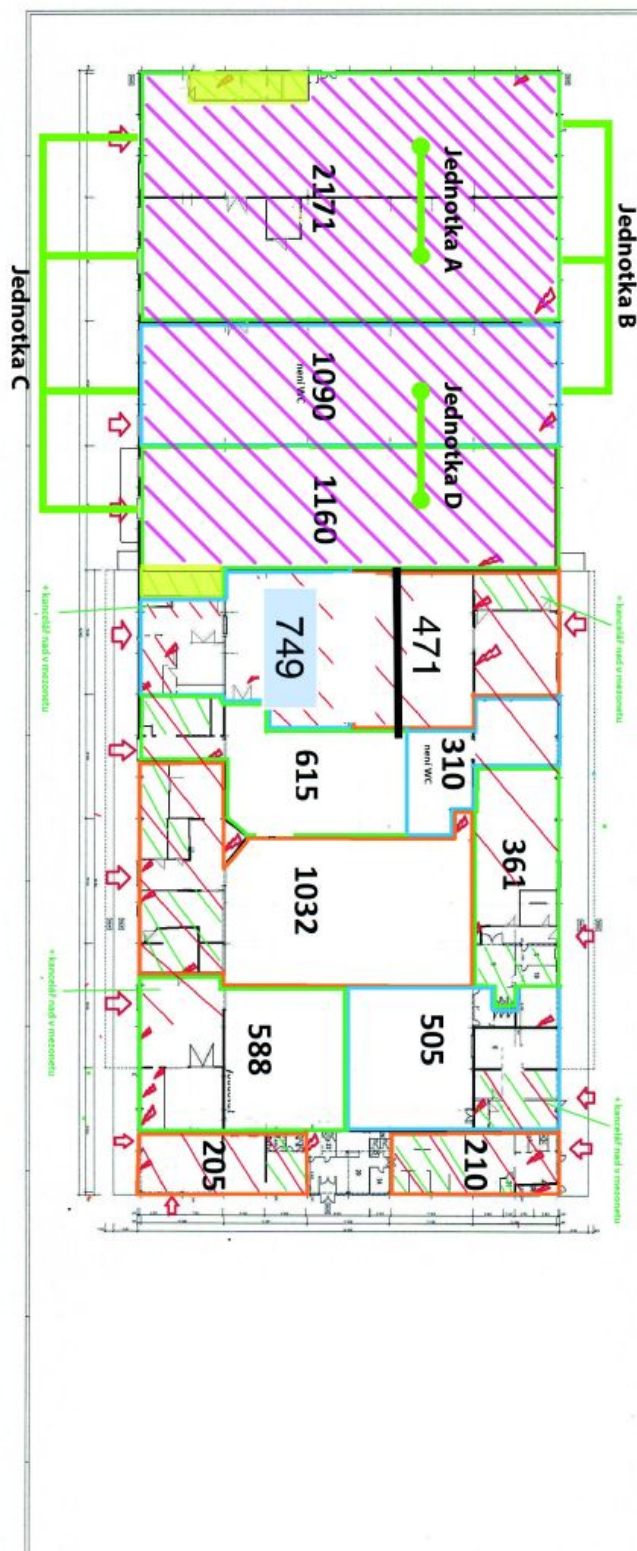 Jednotka B
Jednotka A
2171
Jednotka C
1090
není WC
Jednotka D
1160
+ kancelář nad v mezonetu
471
749
+ kancelář nad v mezonetu
310
není WC
615
361
1032
505
588
+ kancelář nad v mezonetu
+ kancelář nad v mezonetu
210
205